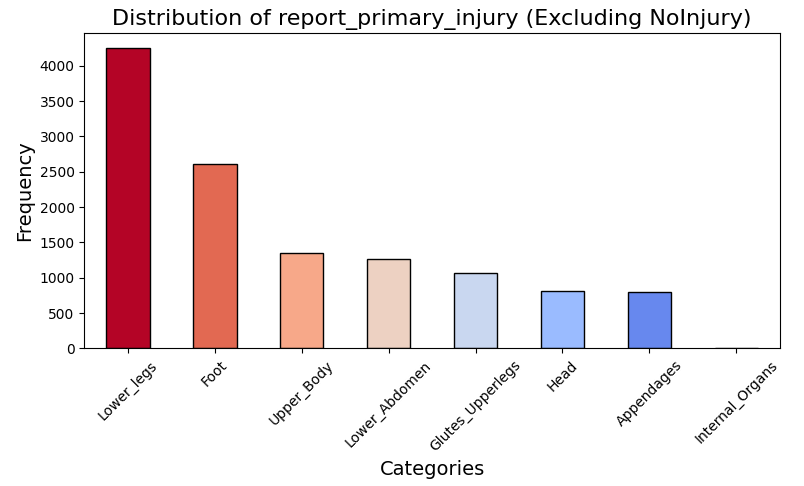 Distribution of report_primary_injury (Excluding NoInjury)
Frequency
4000
3500
3000
2500
2000
1500
1000
500
0
Lower_legs
Foot
Upper_Body
Lower_Abdomen
Glutes_Upperlegs
Head
Appendages
Internal_Organs
Categories